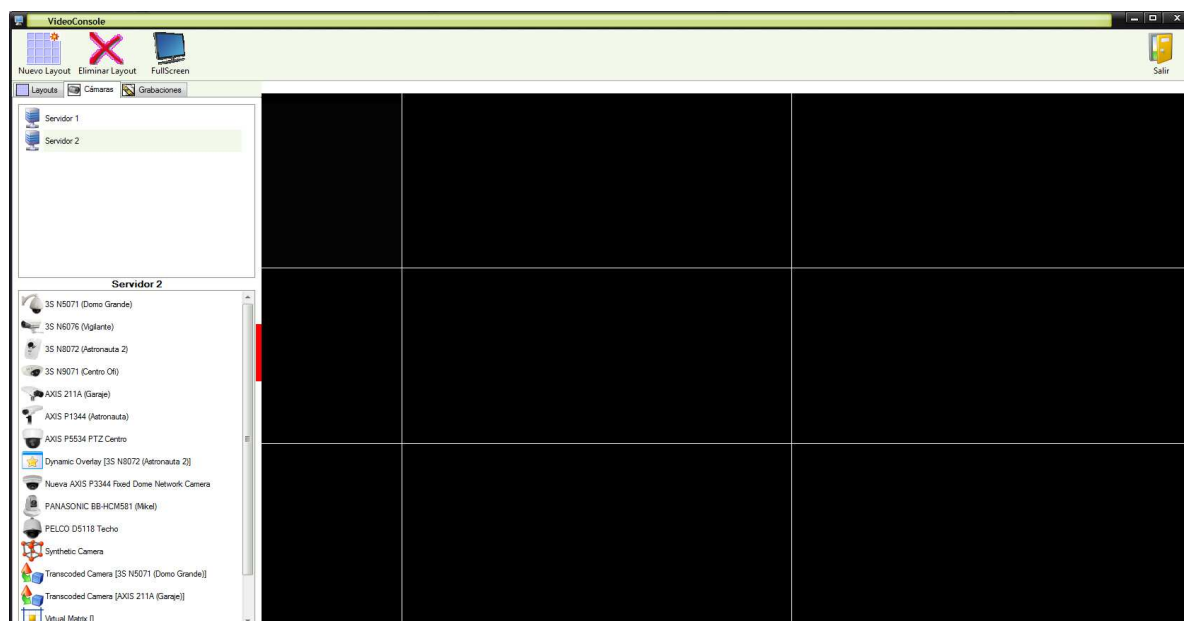 VideoConsole
Nuevo Layout Eliminar Layout FullScreen Salir
Layouts Cámaras Grabaciones
Servidor 1
Servidor 2
Servidor 2
3S N5071 (Domo Grande)
3S N6076 (Vigilante)
3S N8072 (Astronauta 2)
3S N9071 (Centro Ofi)
AXIS 211A (Garaje)
AXIS P1344 (Astronauta)
AXIS P5534 PTZ Centro
Dynamic Overlay [3S N8072 (Astronauta 2)]
Nueva AXIS P3344 Fixed Dome Network Camera
PANASONIC BB-HCM581 (Mikel)
PELCO D5118 Techo
Synthetic Camera
Transcoded Camera [3S N5071 (Domo Grande)]
Transcoded Camera [AXIS 211A (Garaje)]
Virtual Matrix []